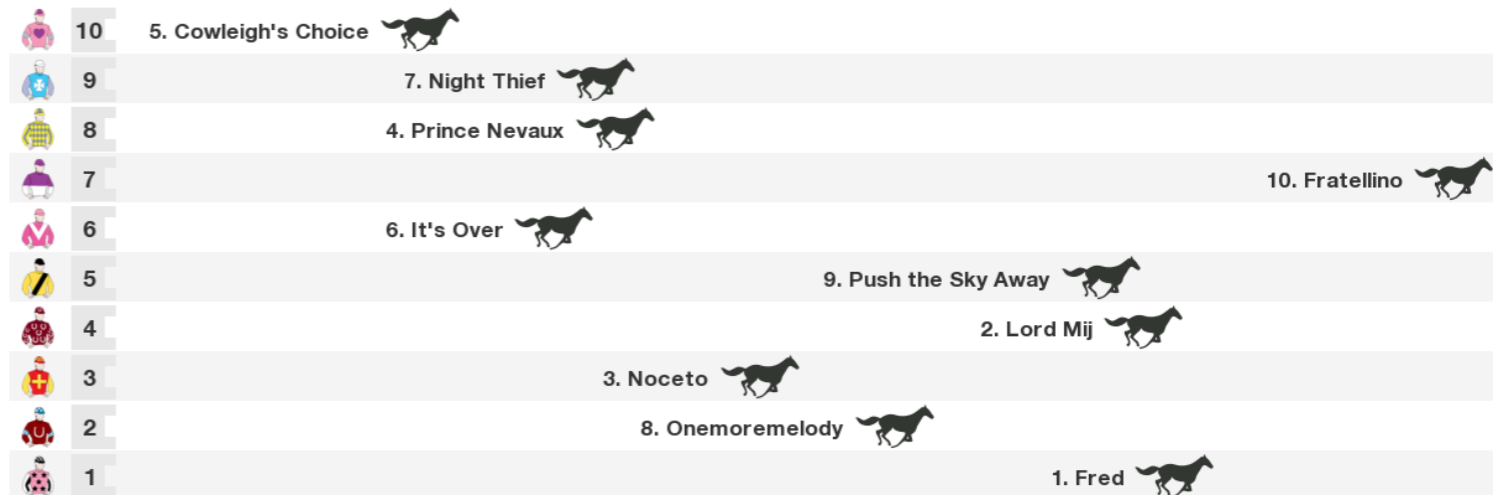 10 5. Cowleigh's Choice
9 7. Night Thief
8 4. Prince Nevaux
7 10. Fratellino
6 6. It's Over
5 9. Push the Sky Away
4 2. Lord Mij
3 3. Noceto
2 8. Onemoremelody
1 1. Fred